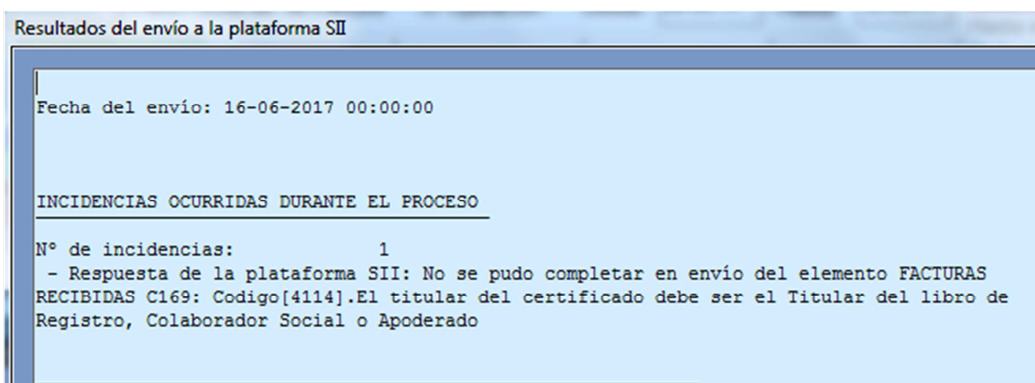 Resultados del envío a la plataforma SII
Fecha del envío: 16-06-2017 00:00:00
INCIDENCIAS OCURRIDAS DURANTE EL PROCESO
Nº de incidencias: 1
- Respuesta de la plataforma SII: No se pudo completar en envío del elemento FACTURAS
RECIBIDAS C169: Codigo[4114].El titular del certificado debe ser el Titular del libro de
Registro, Colaborador Social o Apoderado